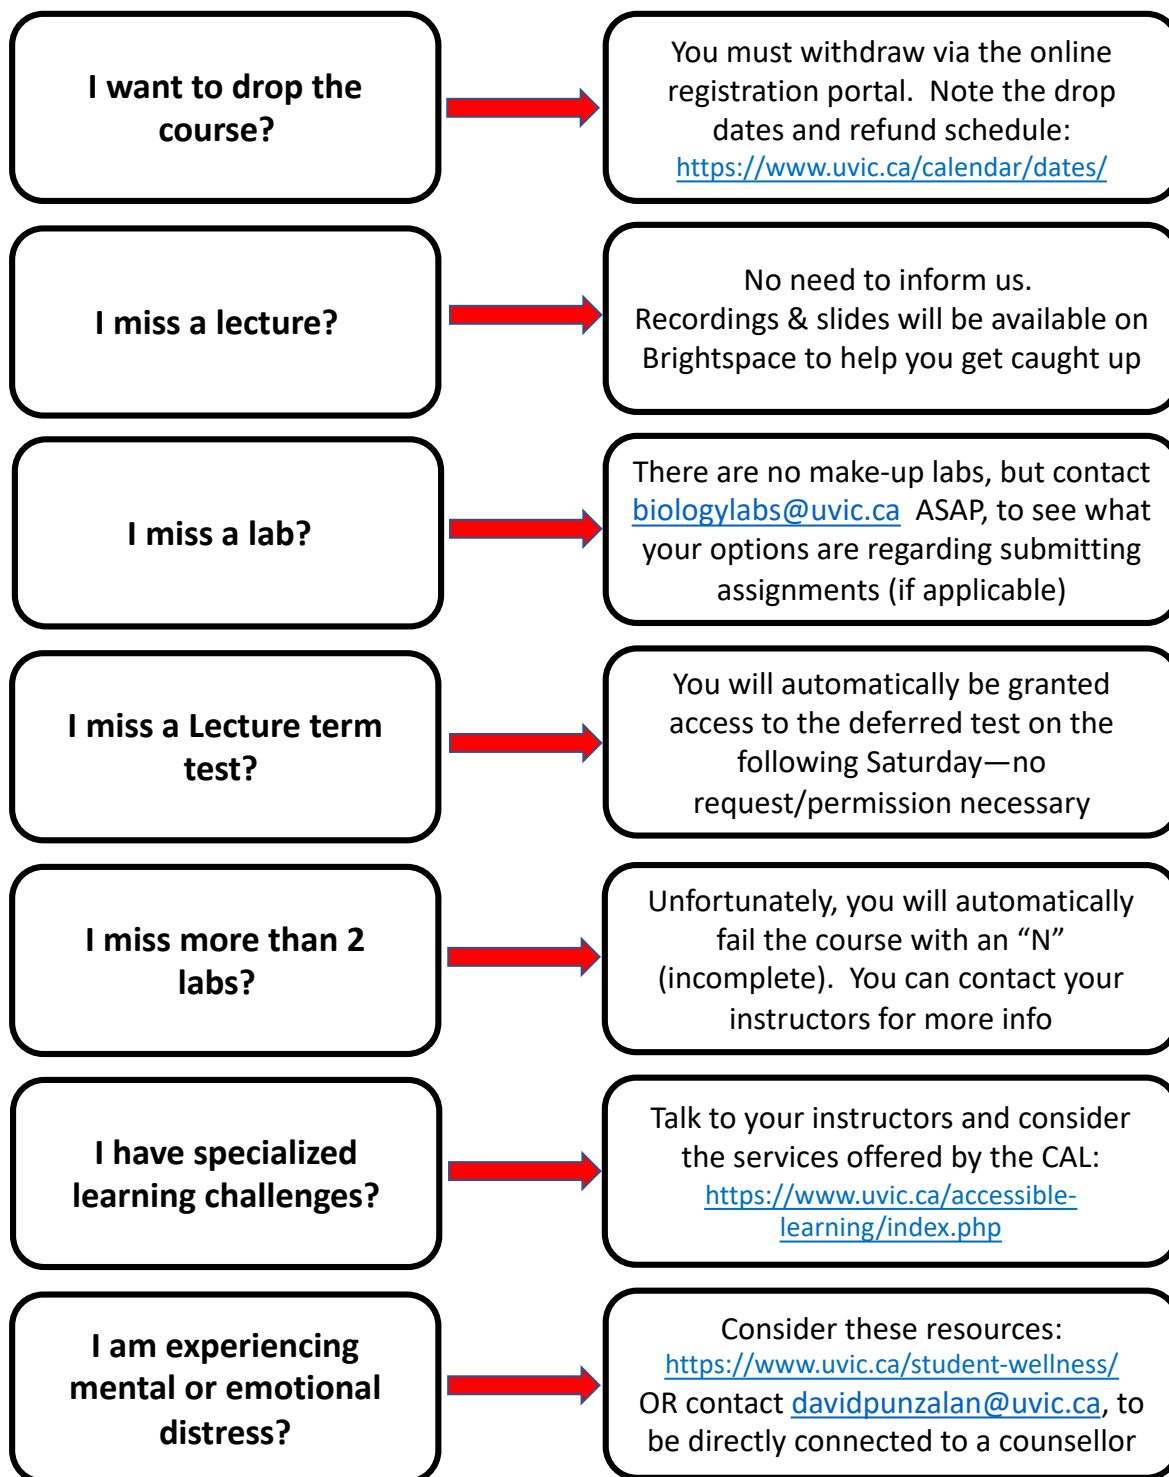 I want to drop the
course?
You must withdraw via the online
registration portal.  Note the drop
dates and refund schedule:
https://www.uvic.ca/calendar/dates/
I miss a lecture?
No need to inform us.
Recordings & slides will be available on
Brightspace to help you get caught up
I miss a lab?
There are no make-up labs, but contact
biologylabs@uvic.ca  ASAP, to see what
your options are regarding submitting
assignments (if applicable)
I miss a Lecture term
test?
You will automatically be granted
access to the deferred test on the
following Saturday—no
request/permission necessary
I miss more than 2
labs?
Unfortunately, you will automatically
fail the course with an “N”
(incomplete).  You can contact your
instructors for more info
I have specialized
learning challenges?
Talk to your instructors and consider
the services offered by the CAL:
https://www.uvic.ca/accessible-
learning/index.php
I am experiencing
mental or emotional
distress?
Consider these resources:
https://www.uvic.ca/student-wellness/
OR contact davidpunzalan@uvic.ca, to
be directly connected to a counsellor